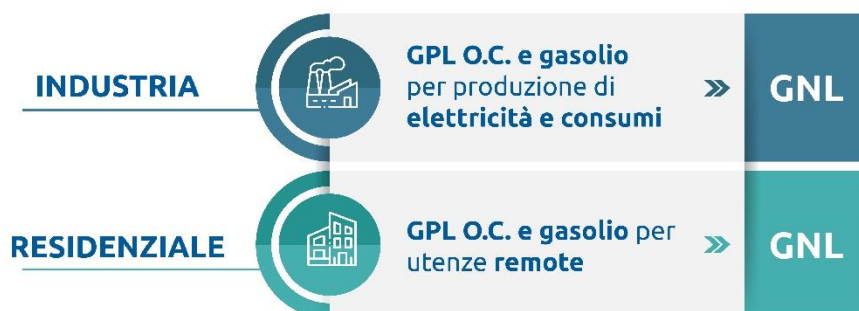 INDUSTRIA
GPL O.C. e gasolio
per produzione di
elettricità e consumi
GNL
RESIDENZIALE
GPL O.C. e gasolio per
utenze remote
GNL